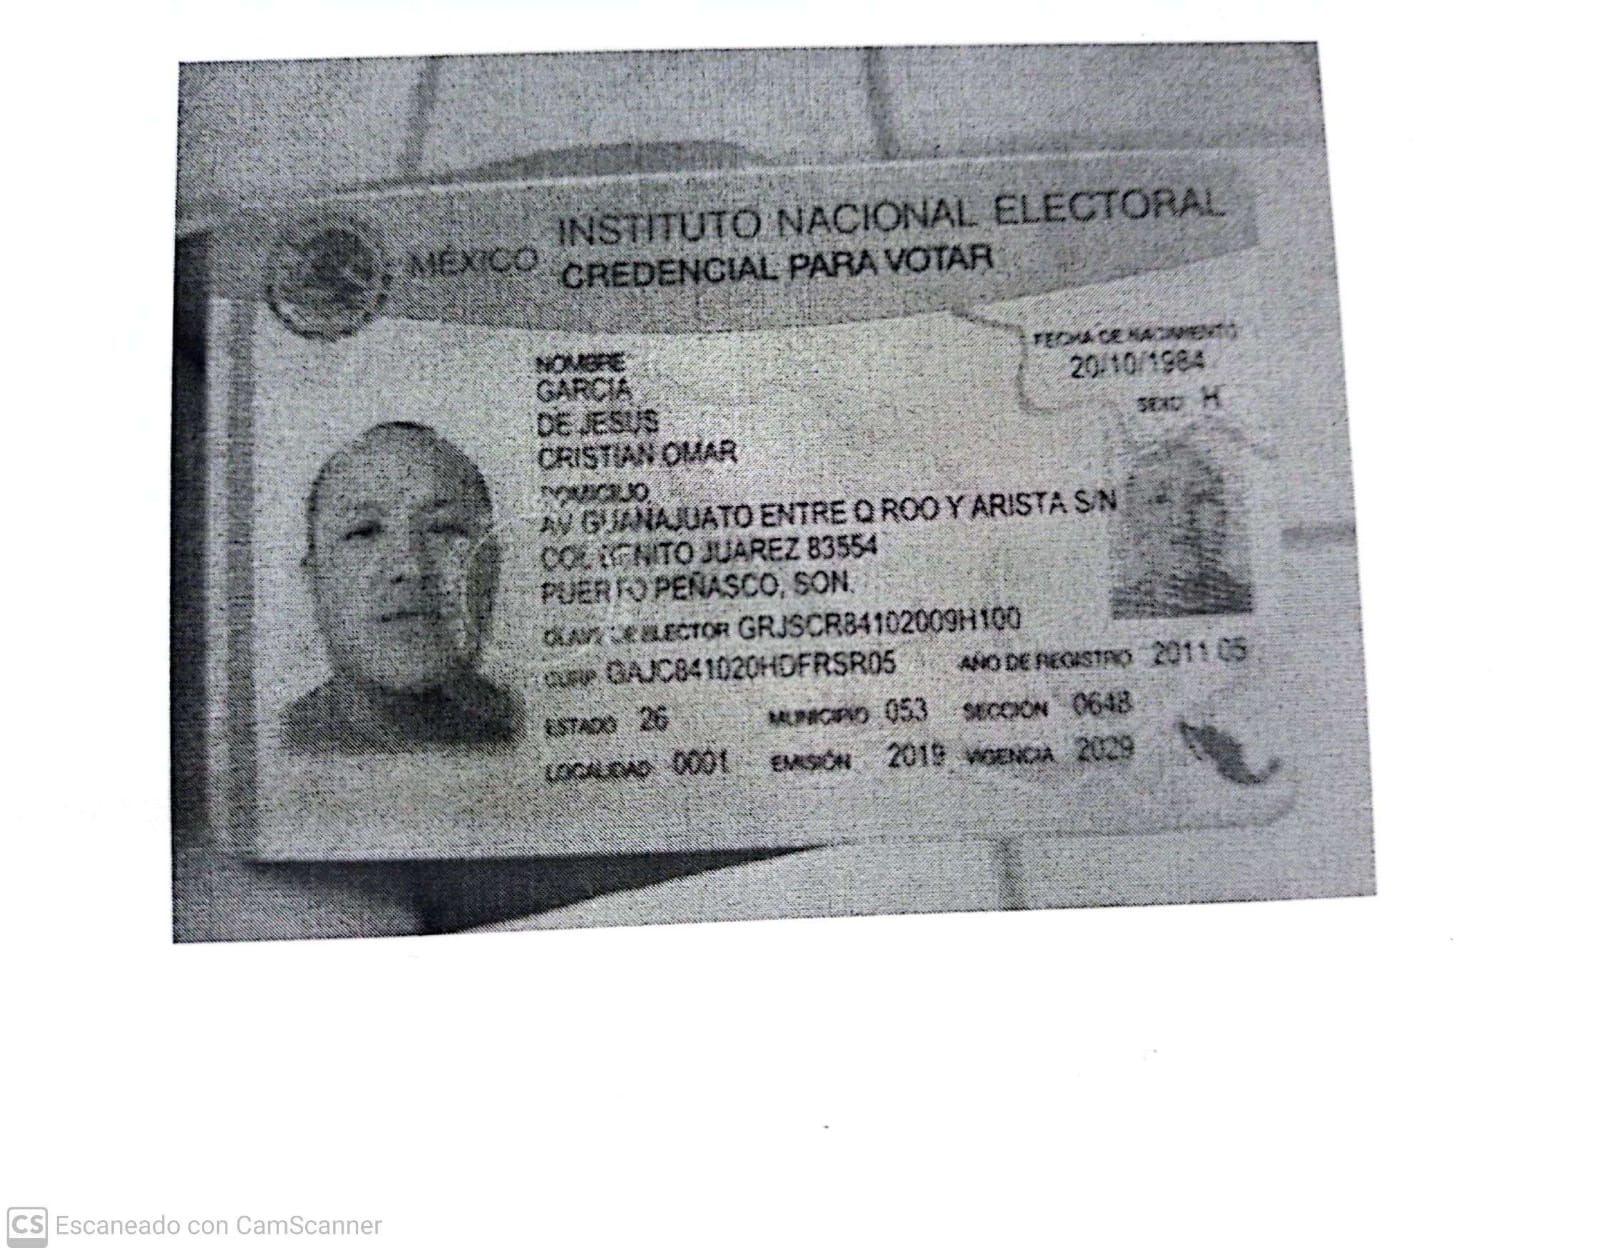 INSTITUTO NACIONAL ELECTORAL
MÉXICO CREDENCIAL PARA VOTAR
FECHA DE NACIMIENTO
20/10/1984
SEXO H
NOMBRE
GARCIA
DE JESUS
CRISTIAN OMAR
DOMICILIO
AV GUANAJUATO ENTRE Q ROO Y ARISTA S/N
COL BENITO JUAREZ 83554
PUERTO PEÑASCO, SON.
CLAVE DE ELECTOR GRJSCR84102009H100
CURP GAJC841020HDFRSR05 AÑO DE REGISTRO 2011 05
ESTADO 26 MUNICIPIO 053 SECCIÓN 0648
LOCALIDAD 0001 EMISIÓN 2019 VIGENCIA 2029
CS Escaneado con CamScanner